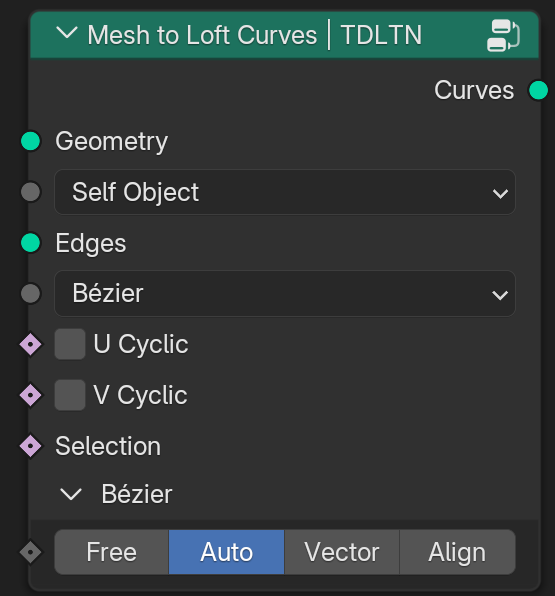 Mesh to Loft Curves | TDLTN
Curves
Geometry
Self Object
Edges
Bézier
U Cyclic
V Cyclic
Selection
Bézier
Free Auto Vector Align